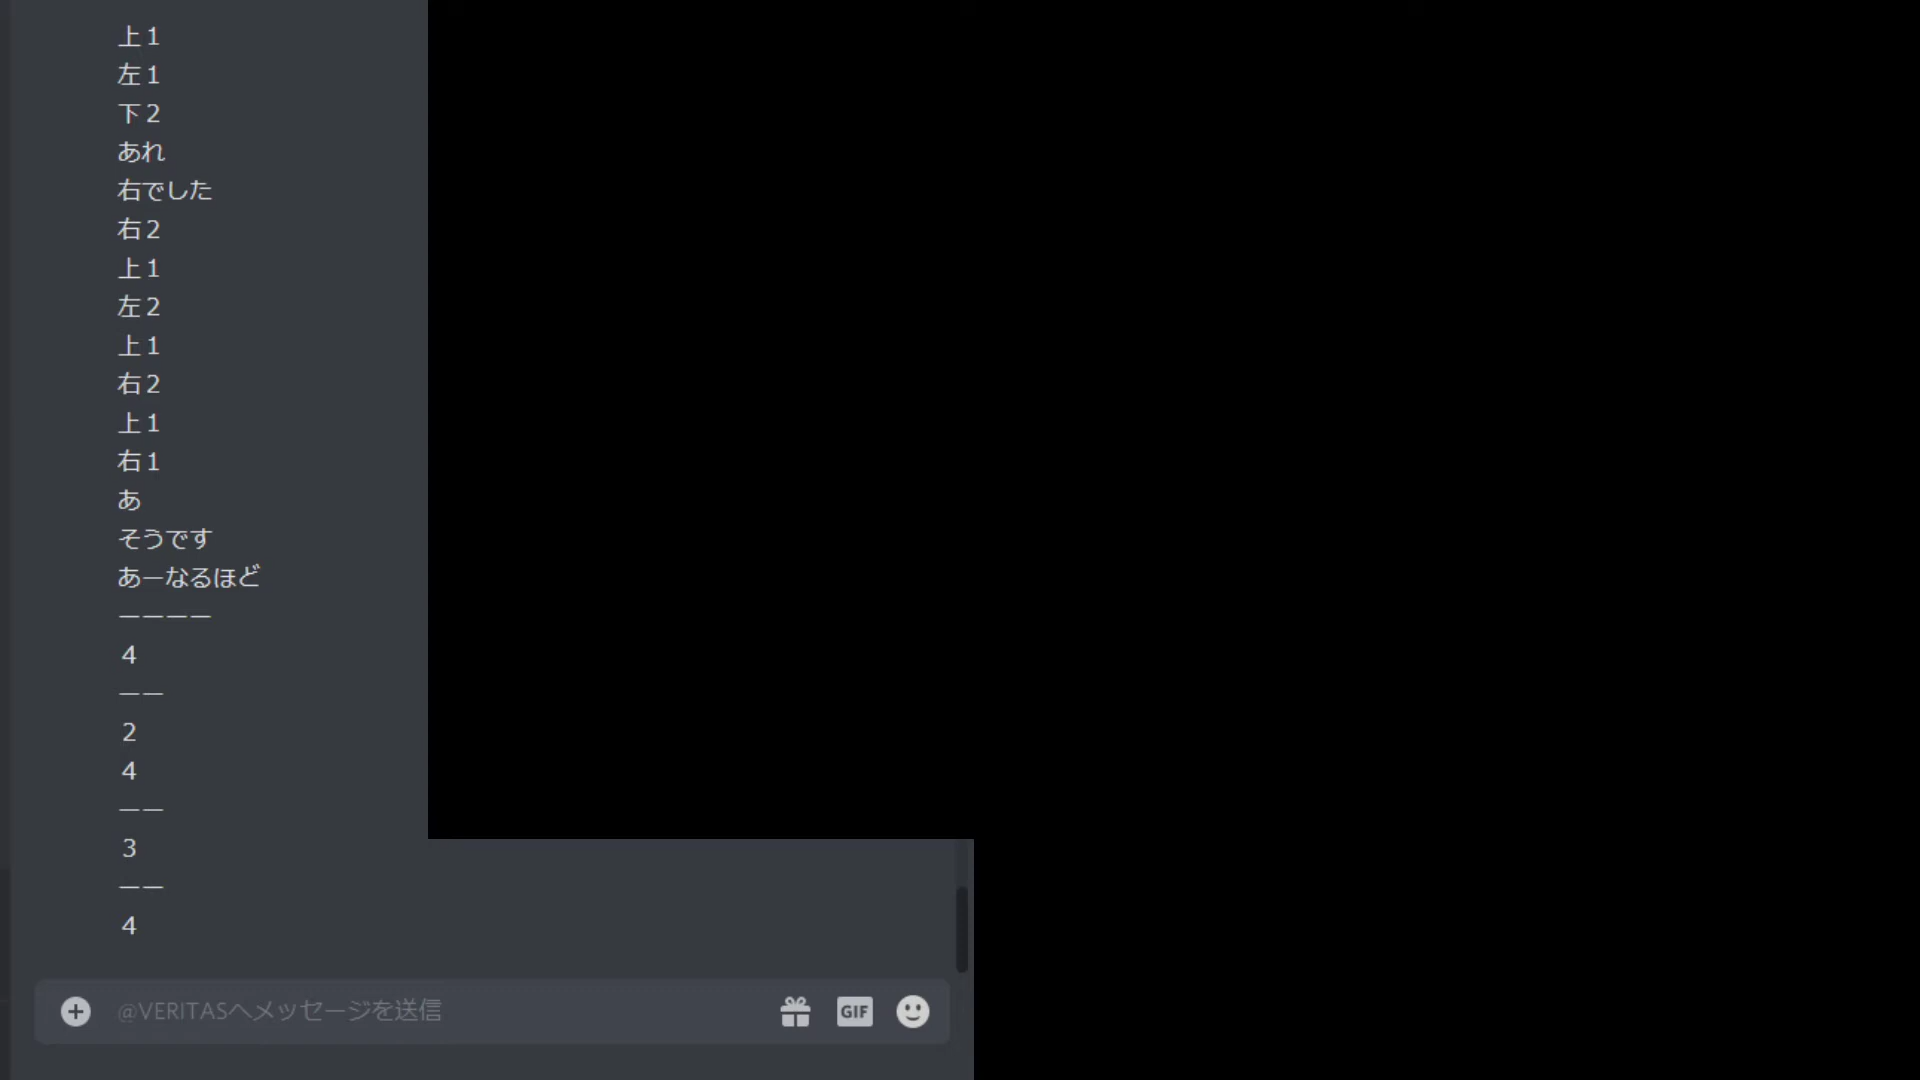 上１
左１
下２
あれ
右でした
右２
上１
左２
上１
右２
上１
右１
あ
そうです
あーなるほど
ーーーー
４
ーー
２
４
ーー
３
ーー
４
@VERITASへメッセージを送信
GIF